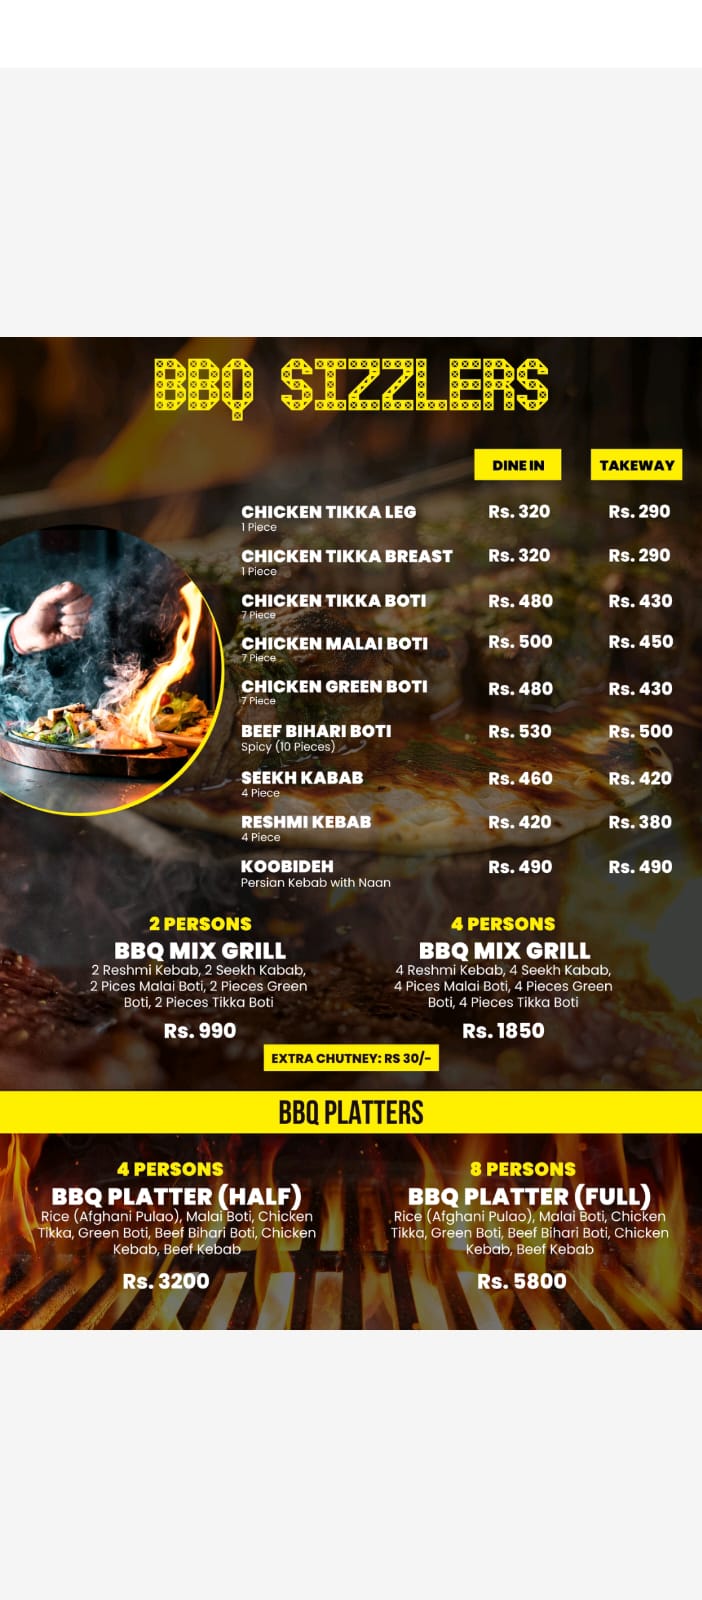 BBQ SIZZLERS
DINE IN TAKEWAY
CHICKEN TIKKA LEG Rs. 320 Rs. 290
1 Piece
CHICKEN TIKKA BREAST Rs. 320 Rs. 290
1 Piece
CHICKEN TIKKA BOTI Rs. 480 Rs. 430
7 Piece
CHICKEN MALAI BOTI Rs. 500 Rs. 450
7 Piece
CHICKEN GREEN BOTI Rs. 480 Rs. 430
7 Piece
BEEF BIHARI BOTI Rs. 530 Rs. 500
Spicy (10 Pieces)
SEEKH KABAB Rs. 460 Rs. 420
4 Piece
RESHMI KEBAB Rs. 420 Rs. 380
4 Piece
KOOBIDEH Rs. 490 Rs. 490
Persian Kebab with Naan
2 PERSONS
BBQ MIX GRILL
2 Reshmi Kebab, 2 Seekh Kabab,
2 Pices Malai Boti, 2 Pieces Green
Boti, 2 Pieces Tikka Boti
Rs. 990
4 PERSONS
BBQ MIX GRILL
4 Reshmi Kebab, 4 Seekh Kabab,
4 Pices Malai Boti, 4 Pieces Green
Boti, 4 Pieces Tikka Boti
Rs. 1850
EXTRA CHUTNEY: RS 30/-
BBQ PLATTERS
4 PERSONS
BBQ PLATTER (HALF)
Rice (Afghani Pulao), Malai Boti, Chicken
Tikka, Green Boti, Beef Bihari Boti, Chicken
Kebab, Beef Kebab
Rs. 3200
8 PERSONS
BBQ PLATTER (FULL)
Rice (Afghani Pulao), Malai Boti, Chicken
Tikka, Green Boti, Beef Bihari Boti, Chicken
Kebab, Beef Kebab
Rs. 5800